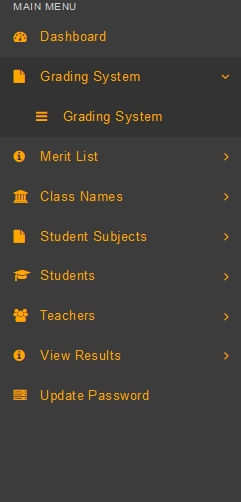 MAIN MENU
Dashboard
Grading System
Grading System
Merit List
Class Names
Student Subjects
Students
Teachers
View Results
Update Password